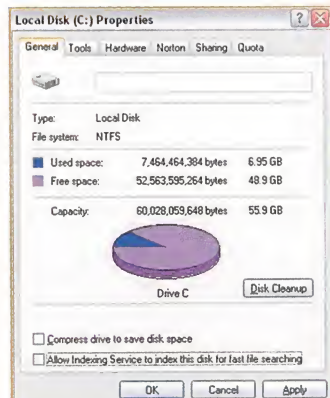 Local Disk (C:) Properties
General Tools Hardware Norton Sharing Quota
Type: Local Disk
File system: NTFS
Used space: 7,464,464,384 bytes 6.95 GB
Free space: 52,563,595,264 bytes 48.9 GB
Capacity: 60,028,059,648 bytes 55.9 GB
Drive C
Disk Cleanup
Compress drive to save disk space
Allow Indexing Service to index this disk for fast file searching
OK Cancel Apply